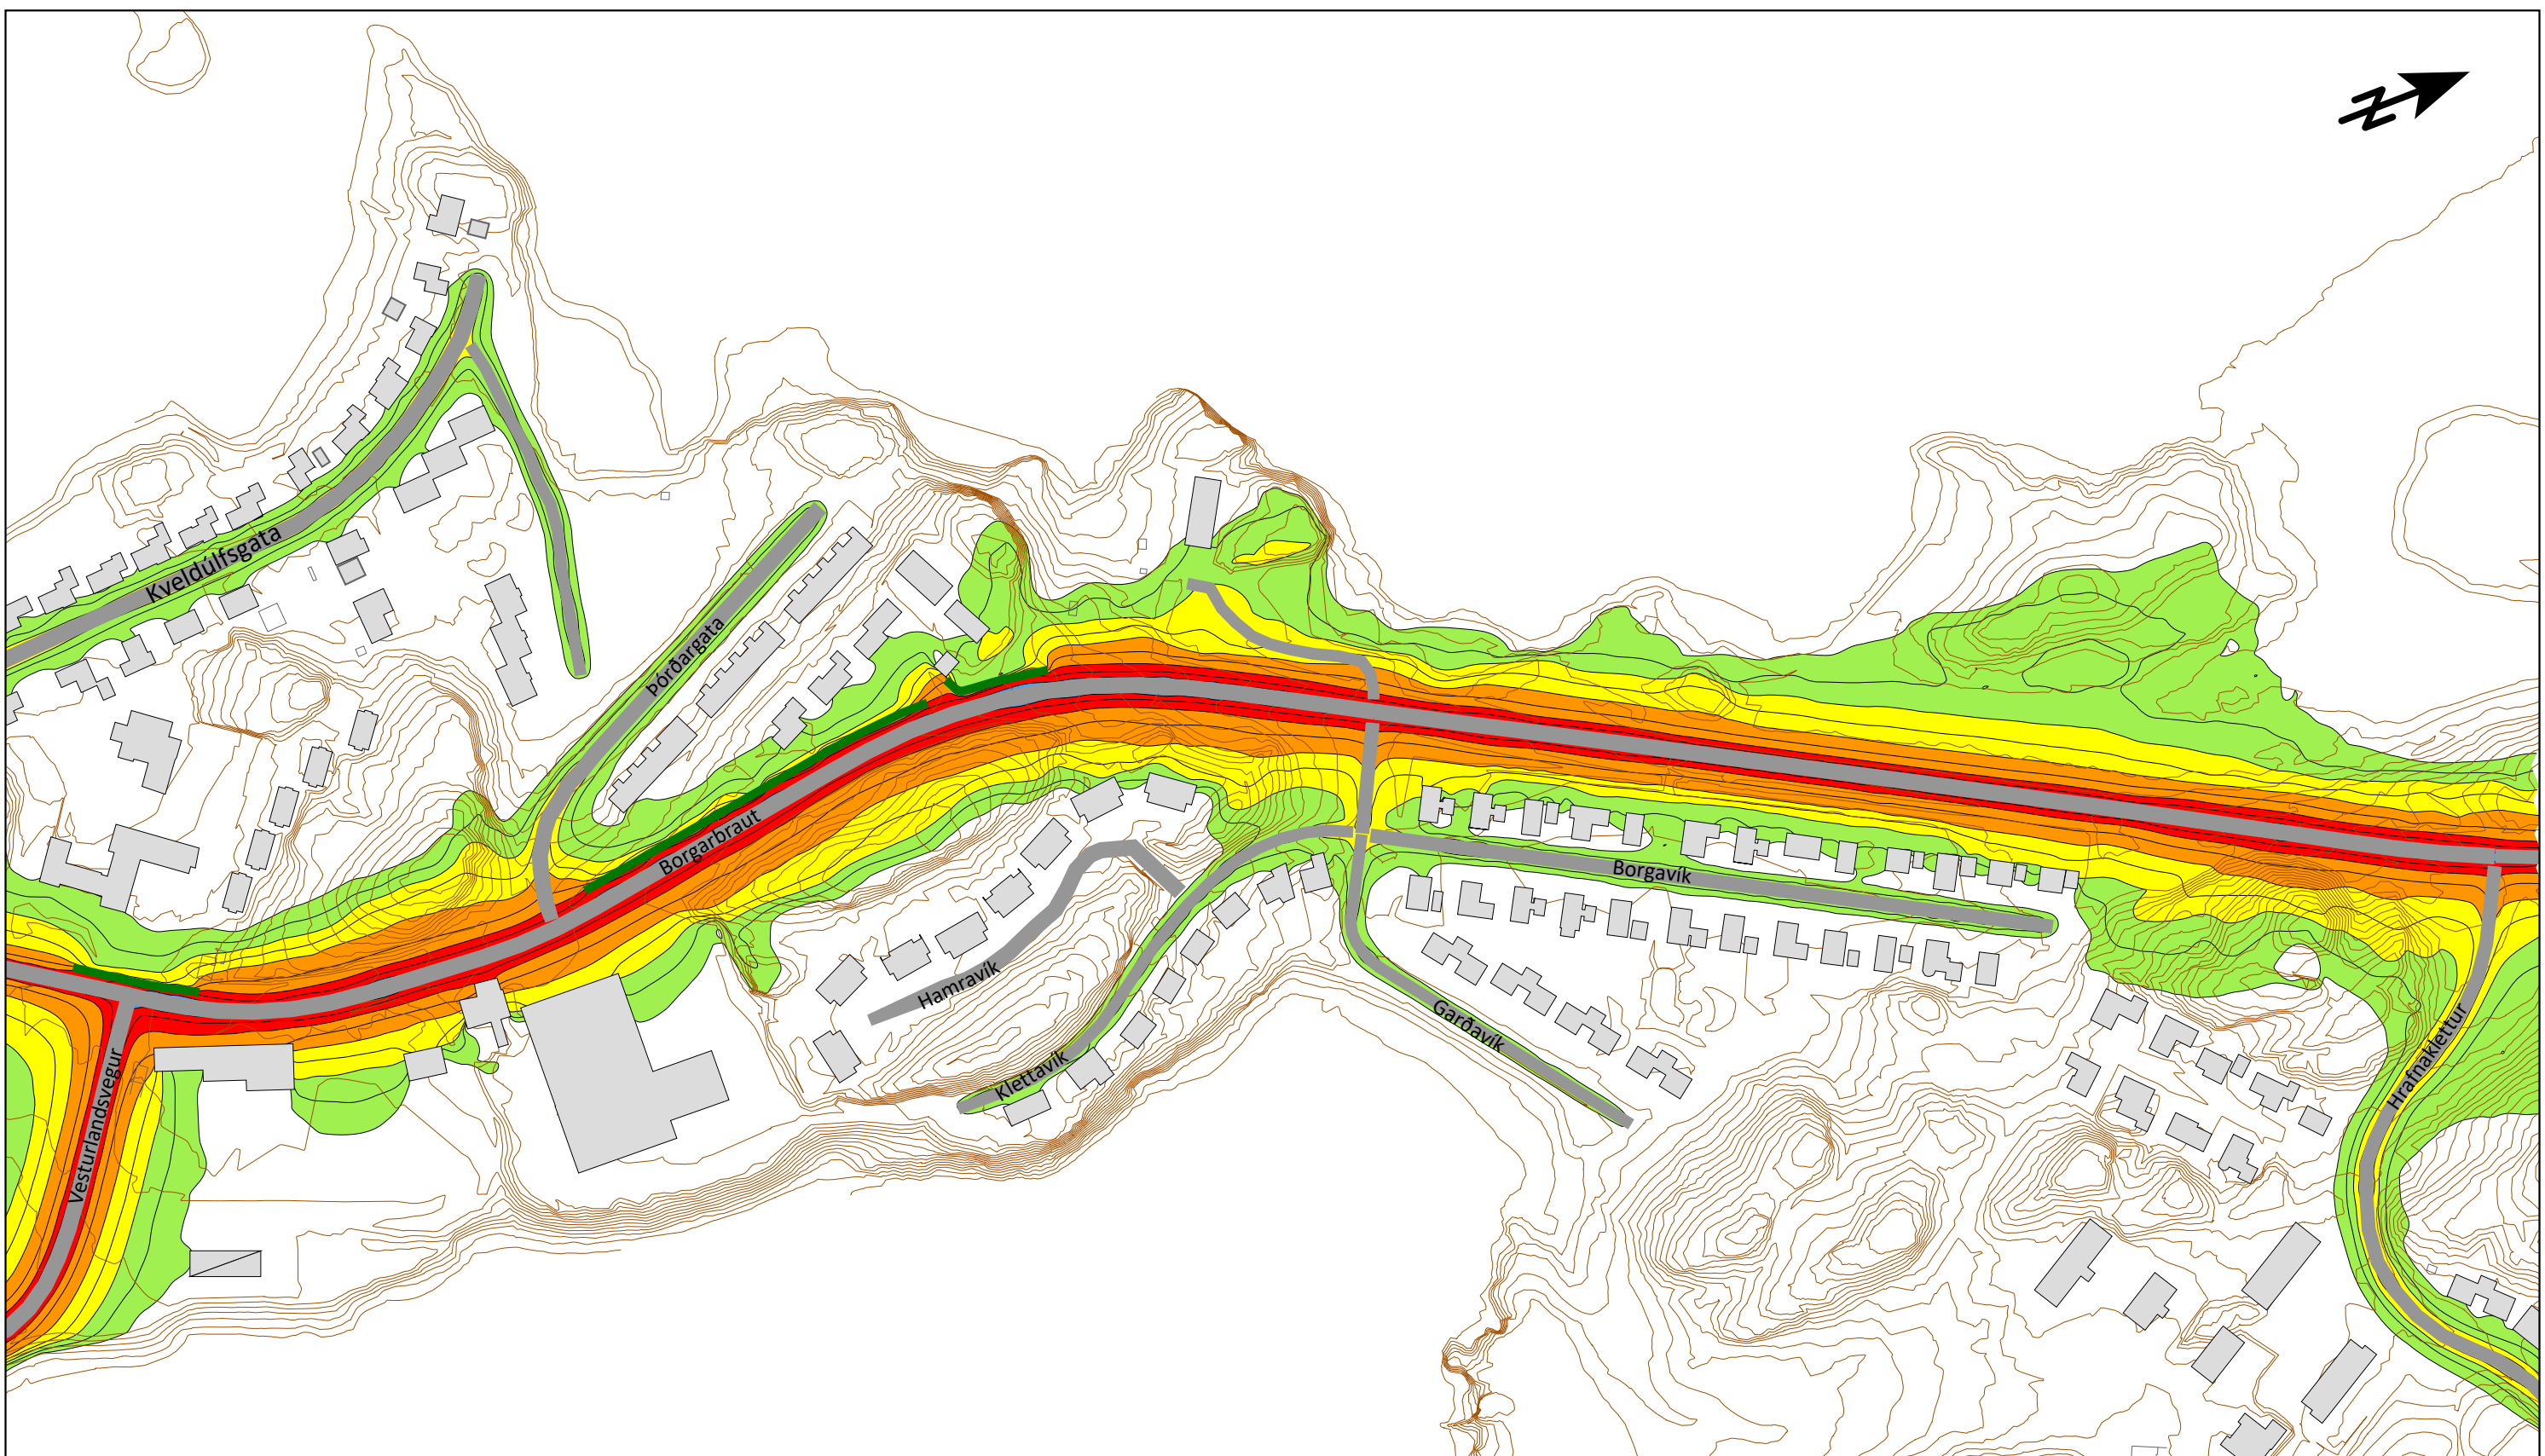 Kveldúlfsgata
Þórðargata
Borgarbraut
Borgavík
Hamravík
Garðavík
Klettavík
Hrafnaklettur
Vesturlandsvegur